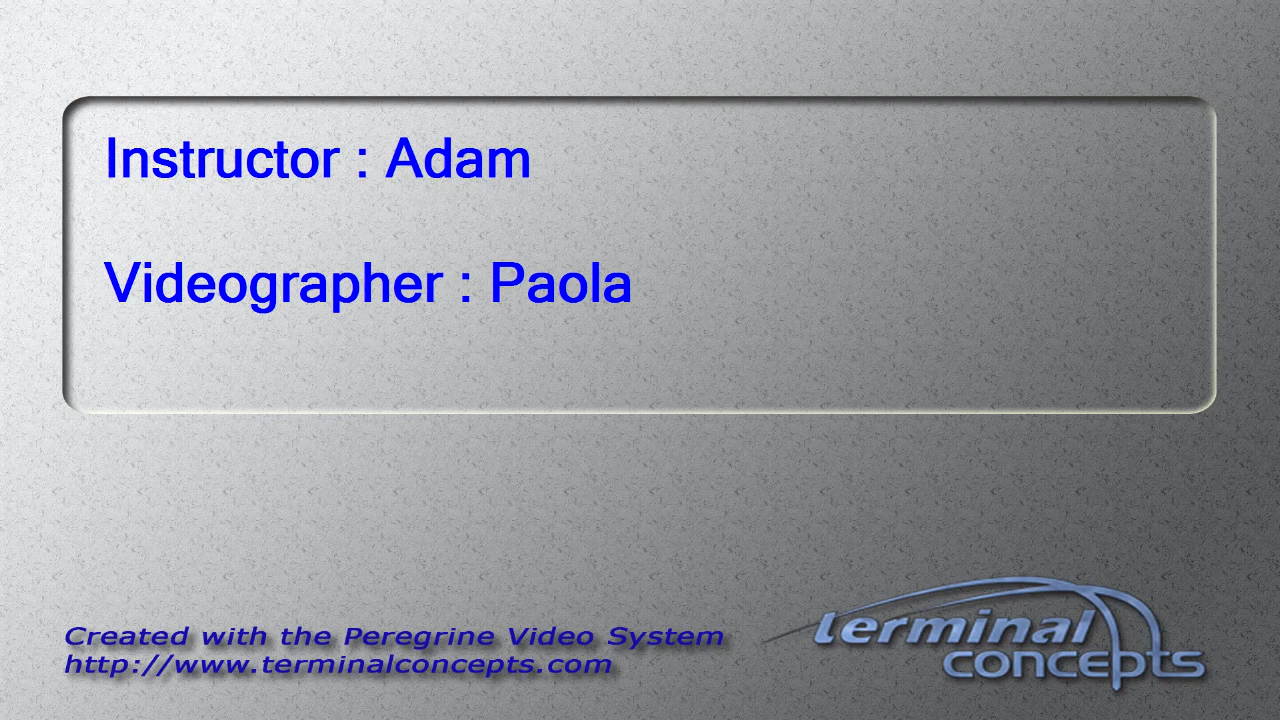 Instructor : Adam
Videographer : Paola
Created with the Peregrine Video System
http://www.terminalconcepts.com
terminal
concepts